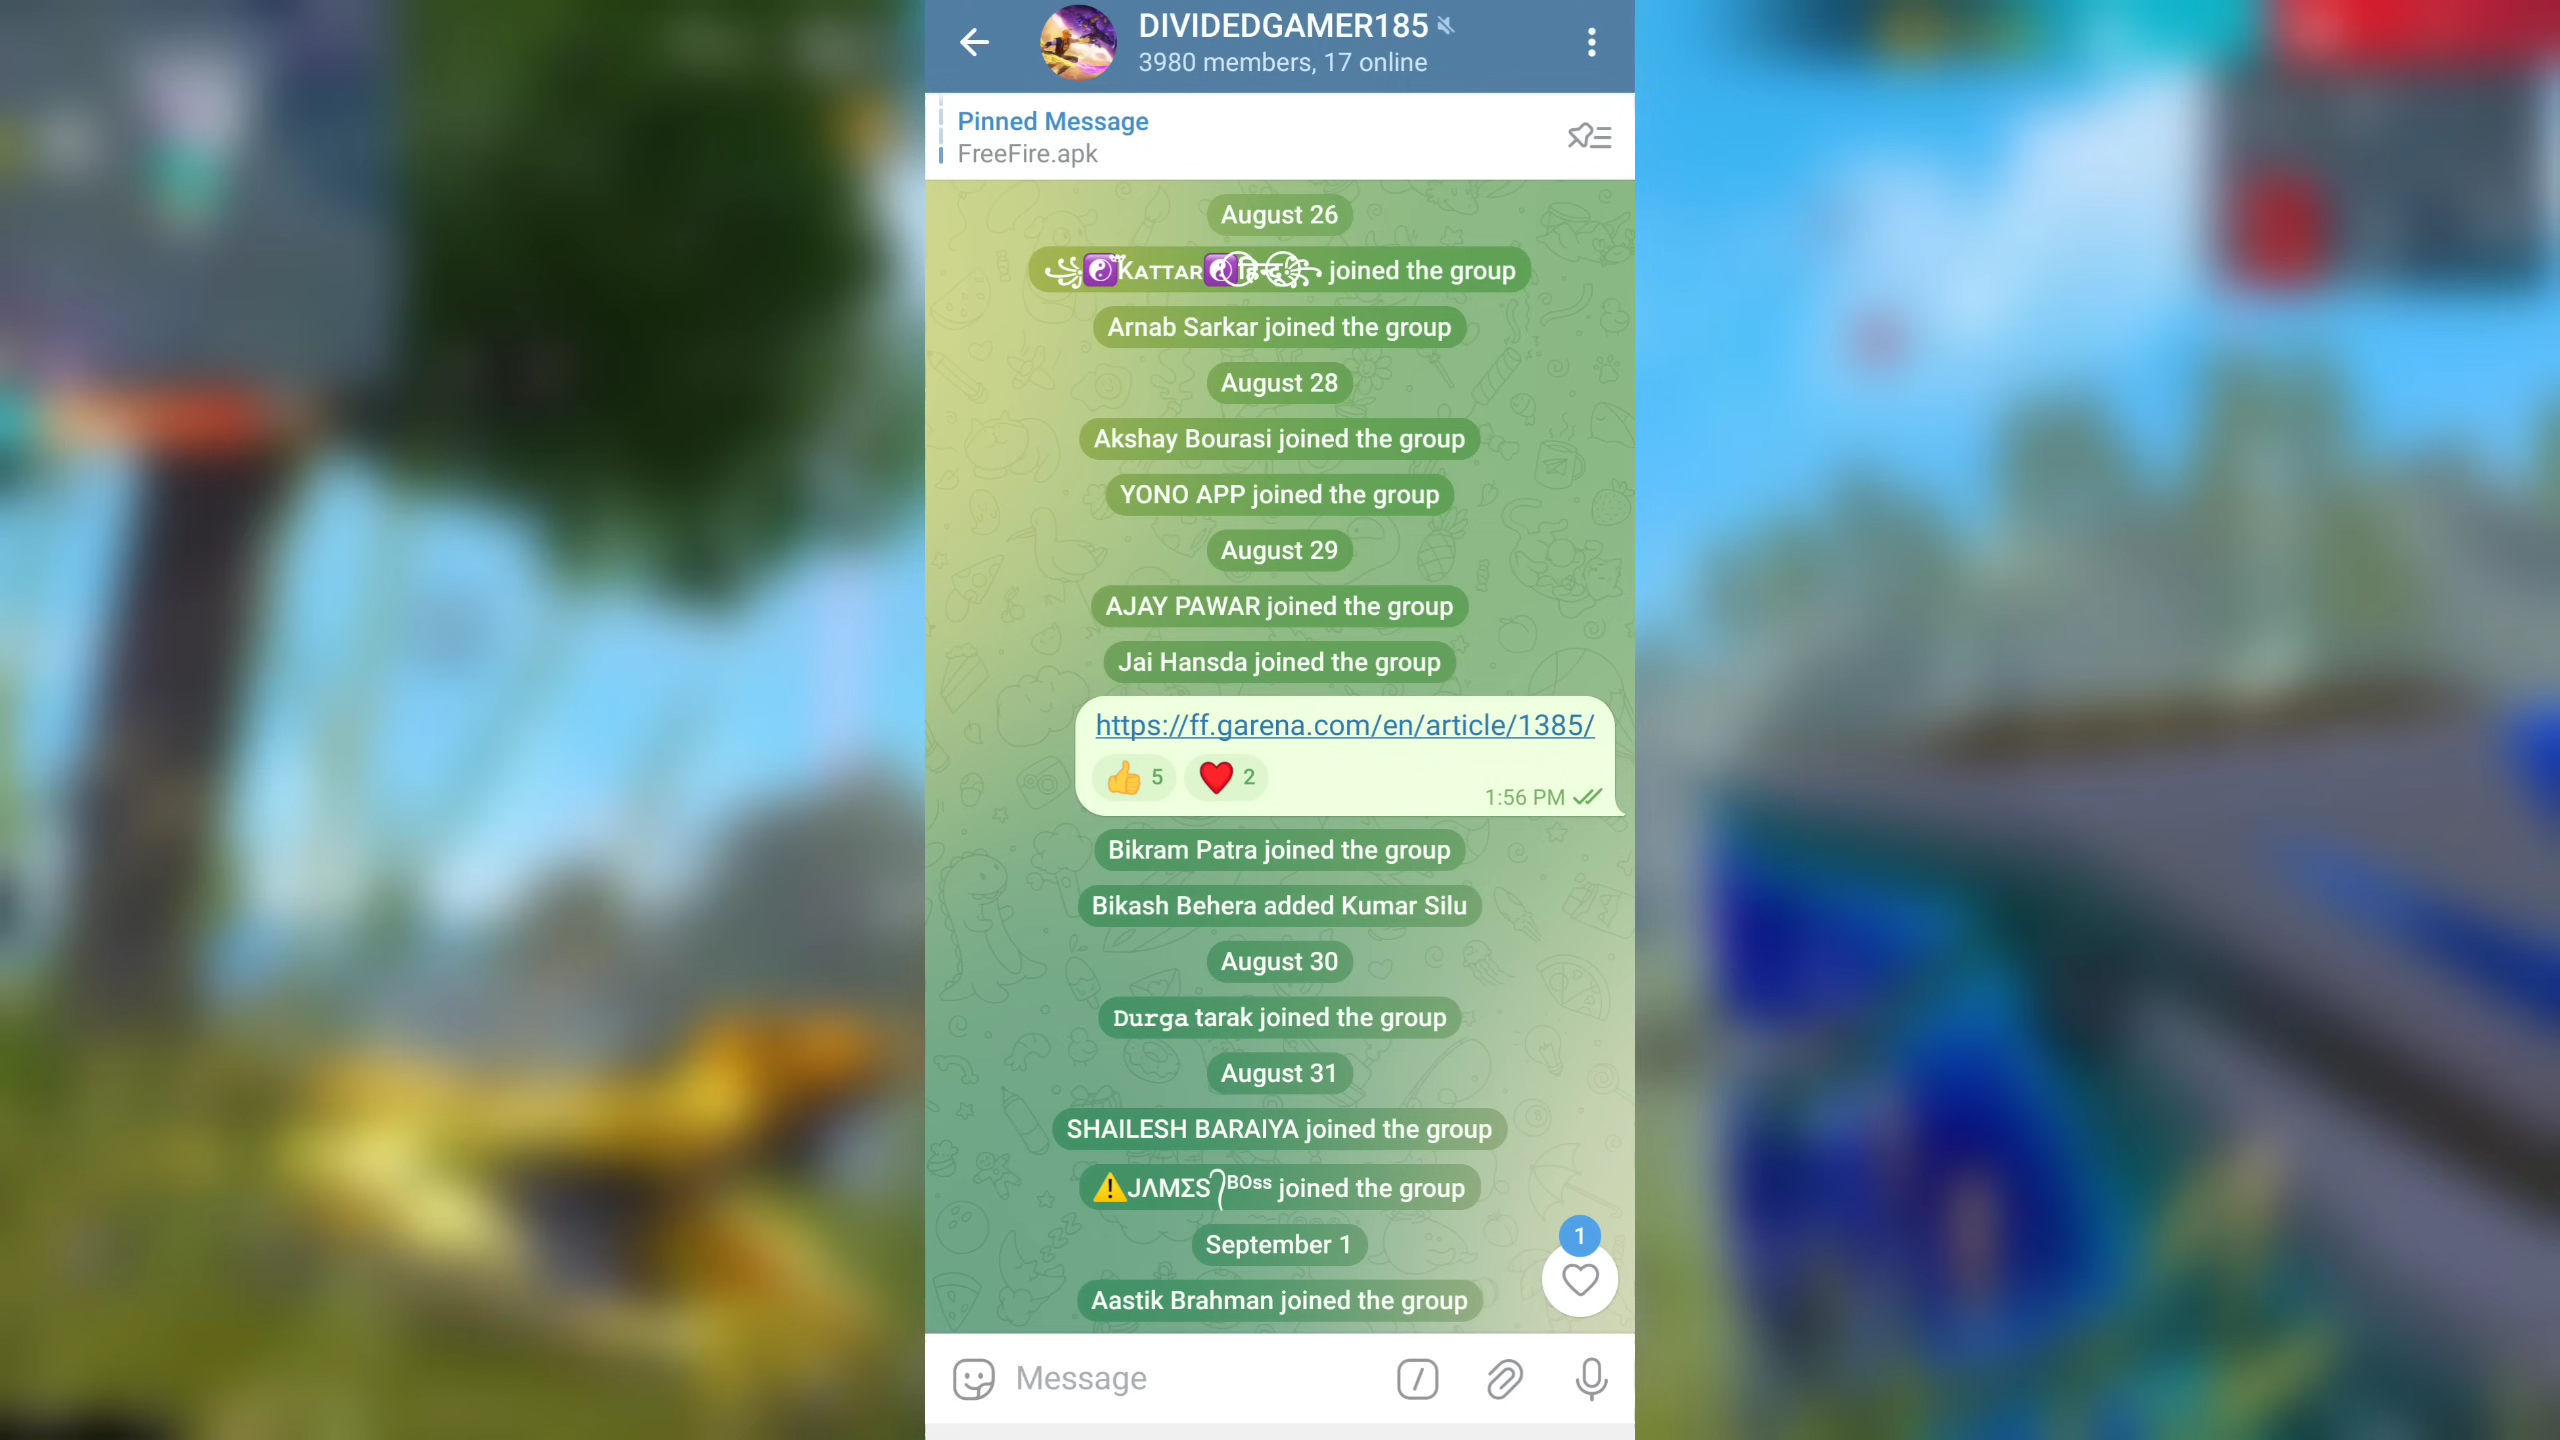 DIVIDEDGAMER185
3980 members, 17 online
Pinned Message
FreeFire.apk
August 26
joined the group
Arnab Sarkar joined the group
August 28
Akshay Bourasi joined the group
YONO APP joined the group
August 29
AJAY PAWAR joined the group
Jai Hansda joined the group
https://ff.garena.com/en/article/1385/
👍 5 ❤️ 2
1:56 PM
Bikram Patra joined the group
Bikash Behera added Kumar Silu
August 30
Durga tarak joined the group
August 31
SHAILESH BARAIYA joined the group
⚠️JΛMΣS᭄ᴮᴼˢˢ joined the group
September 1
1
Aastik Brahman joined the group
Message